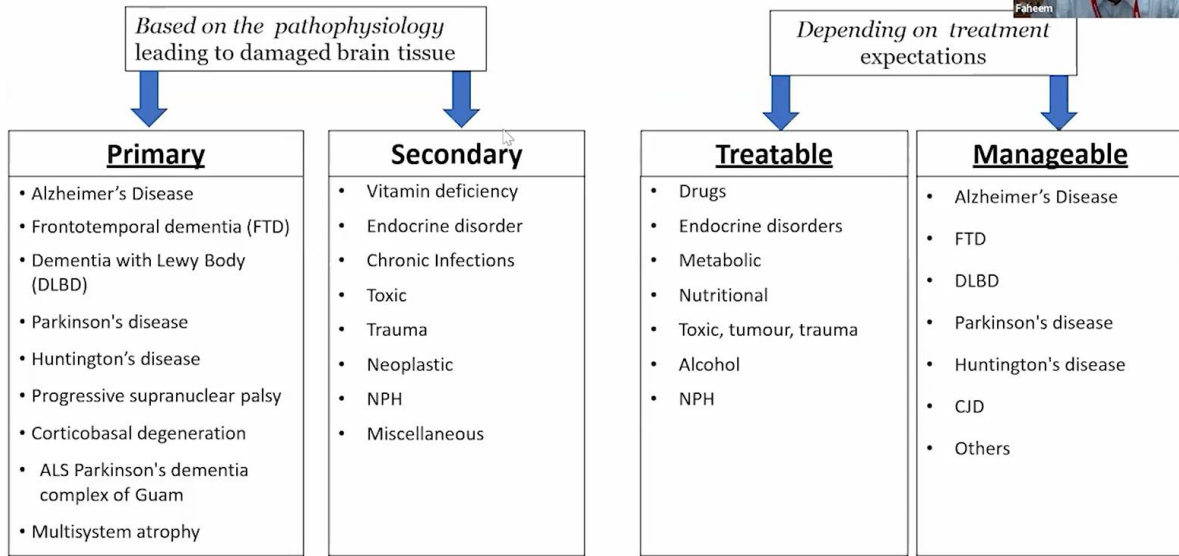 Faheem
Based on the pathophysiology
leading to damaged brain tissue
Depending on treatment
expectations
Primary
• Alzheimer’s Disease
• Frontotemporal dementia (FTD)
• Dementia with Lewy Body
(DLBD)
• Parkinson's disease
• Huntington’s disease
• Progressive supranuclear palsy
• Corticobasal degeneration
• ALS Parkinson's dementia
complex of Guam
• Multisystem atrophy
Secondary
• Vitamin deficiency
• Endocrine disorder
• Chronic Infections
• Toxic
• Trauma
• Neoplastic
• NPH
• Miscellaneous
Treatable
• Drugs
• Endocrine disorders
• Metabolic
• Nutritional
• Toxic, tumour, trauma
• Alcohol
• NPH
Manageable
• Alzheimer’s Disease
• FTD
• DLBD
• Parkinson's disease
• Huntington's disease
• CJD
• Others